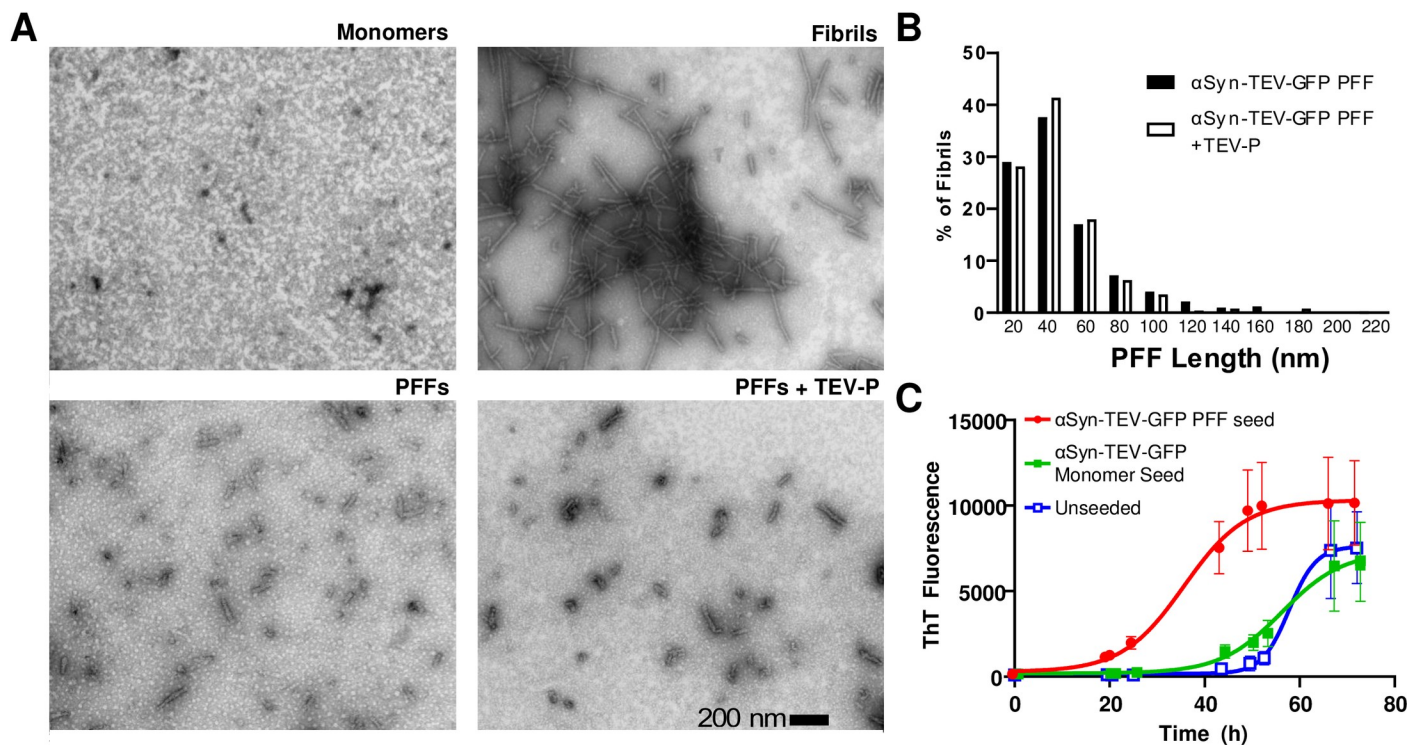 A
Monomers
Fibrils
PFFs
PFFs + TEV-P
200 nm
B
50
40
30
20
10
0
% of Fibrils
αSyn-TEV-GFP PFF
αSyn-TEV-GFP PFF
+TEV-P
20 40 60 80 100 120 140 160 180 200 220
PFF Length (nm)
C
15000
10000
5000
0
ThT Fluorescence
αSyn-TEV-GFP PFF seed
αSyn-TEV-GFP
Monomer Seed
Unseeded
0 20 40 60 80
Time (h)